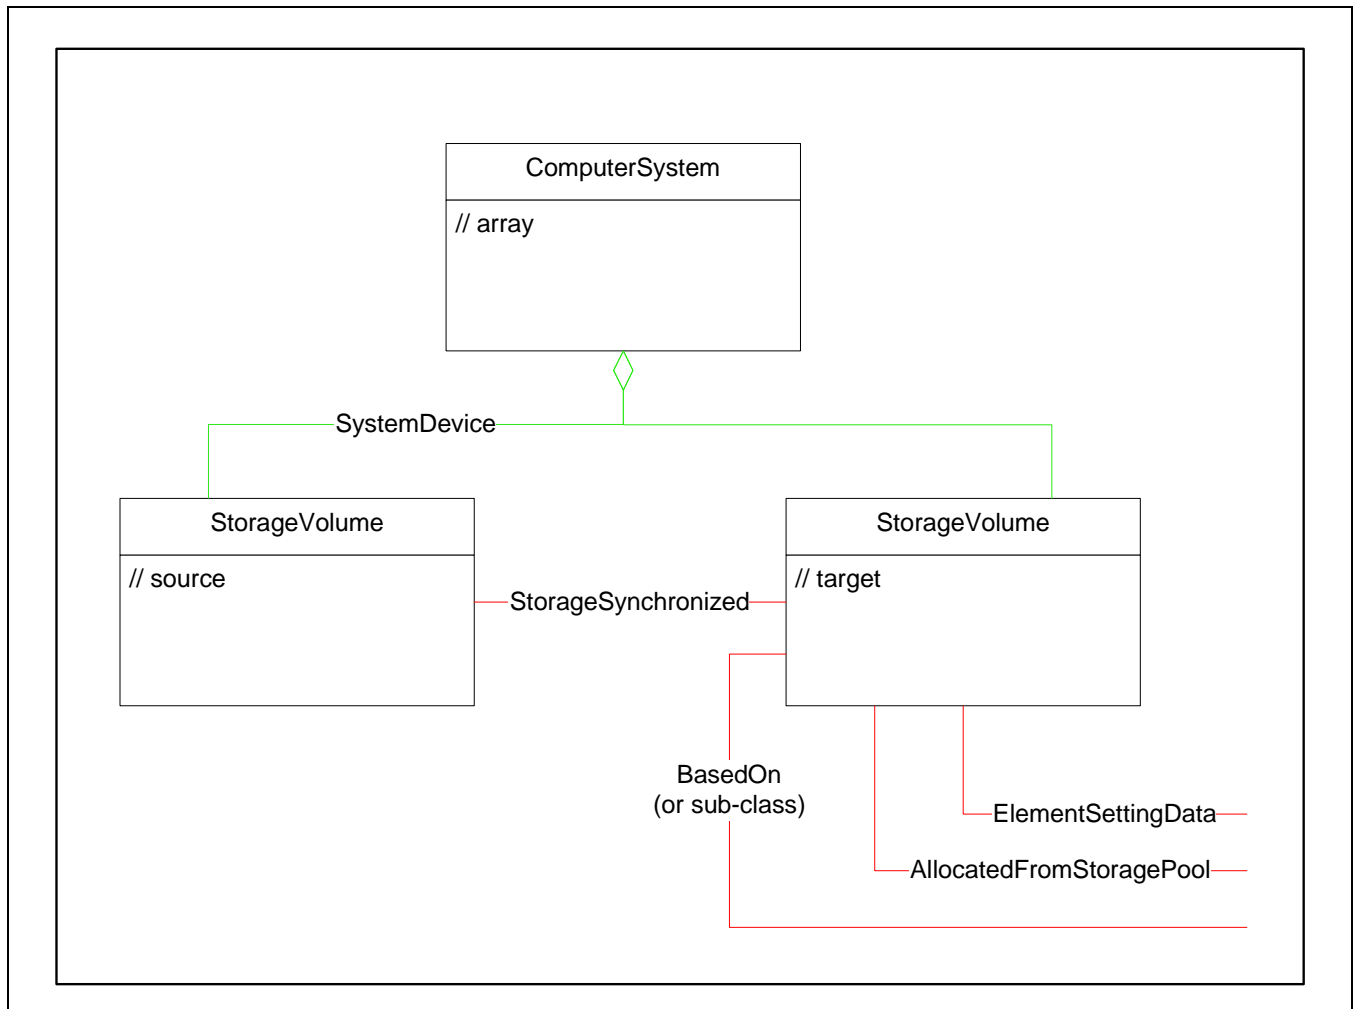 ComputerSystem
// array
SystemDevice
StorageVolume
// source
StorageVolume
// target
StorageSynchronized
BasedOn
(or sub-class)
ElementSettingData
AllocatedFromStoragePool